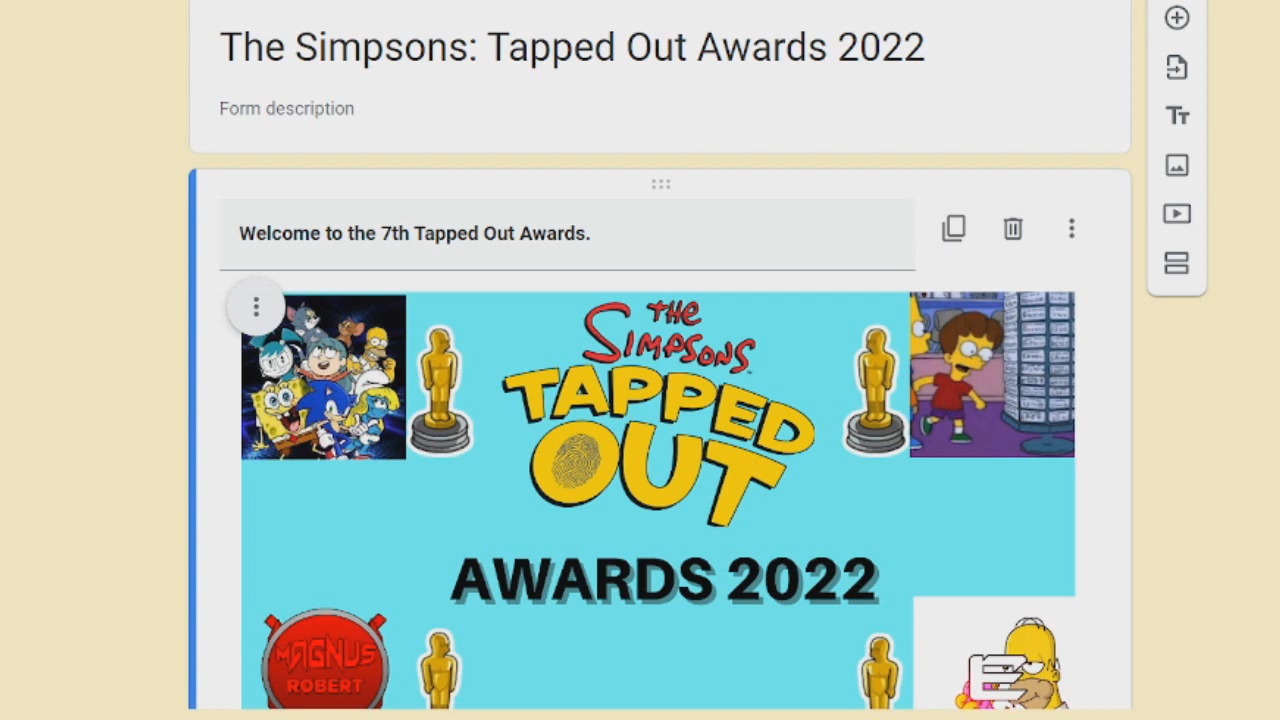 The Simpsons: Tapped Out Awards 2022
Form description
Tт
Welcome to the 7th Tapped Out Awards.
THE
SIMPSONS
TAPPED
OUT
AWARDS 2022
MAGNUS
ROBERT
E